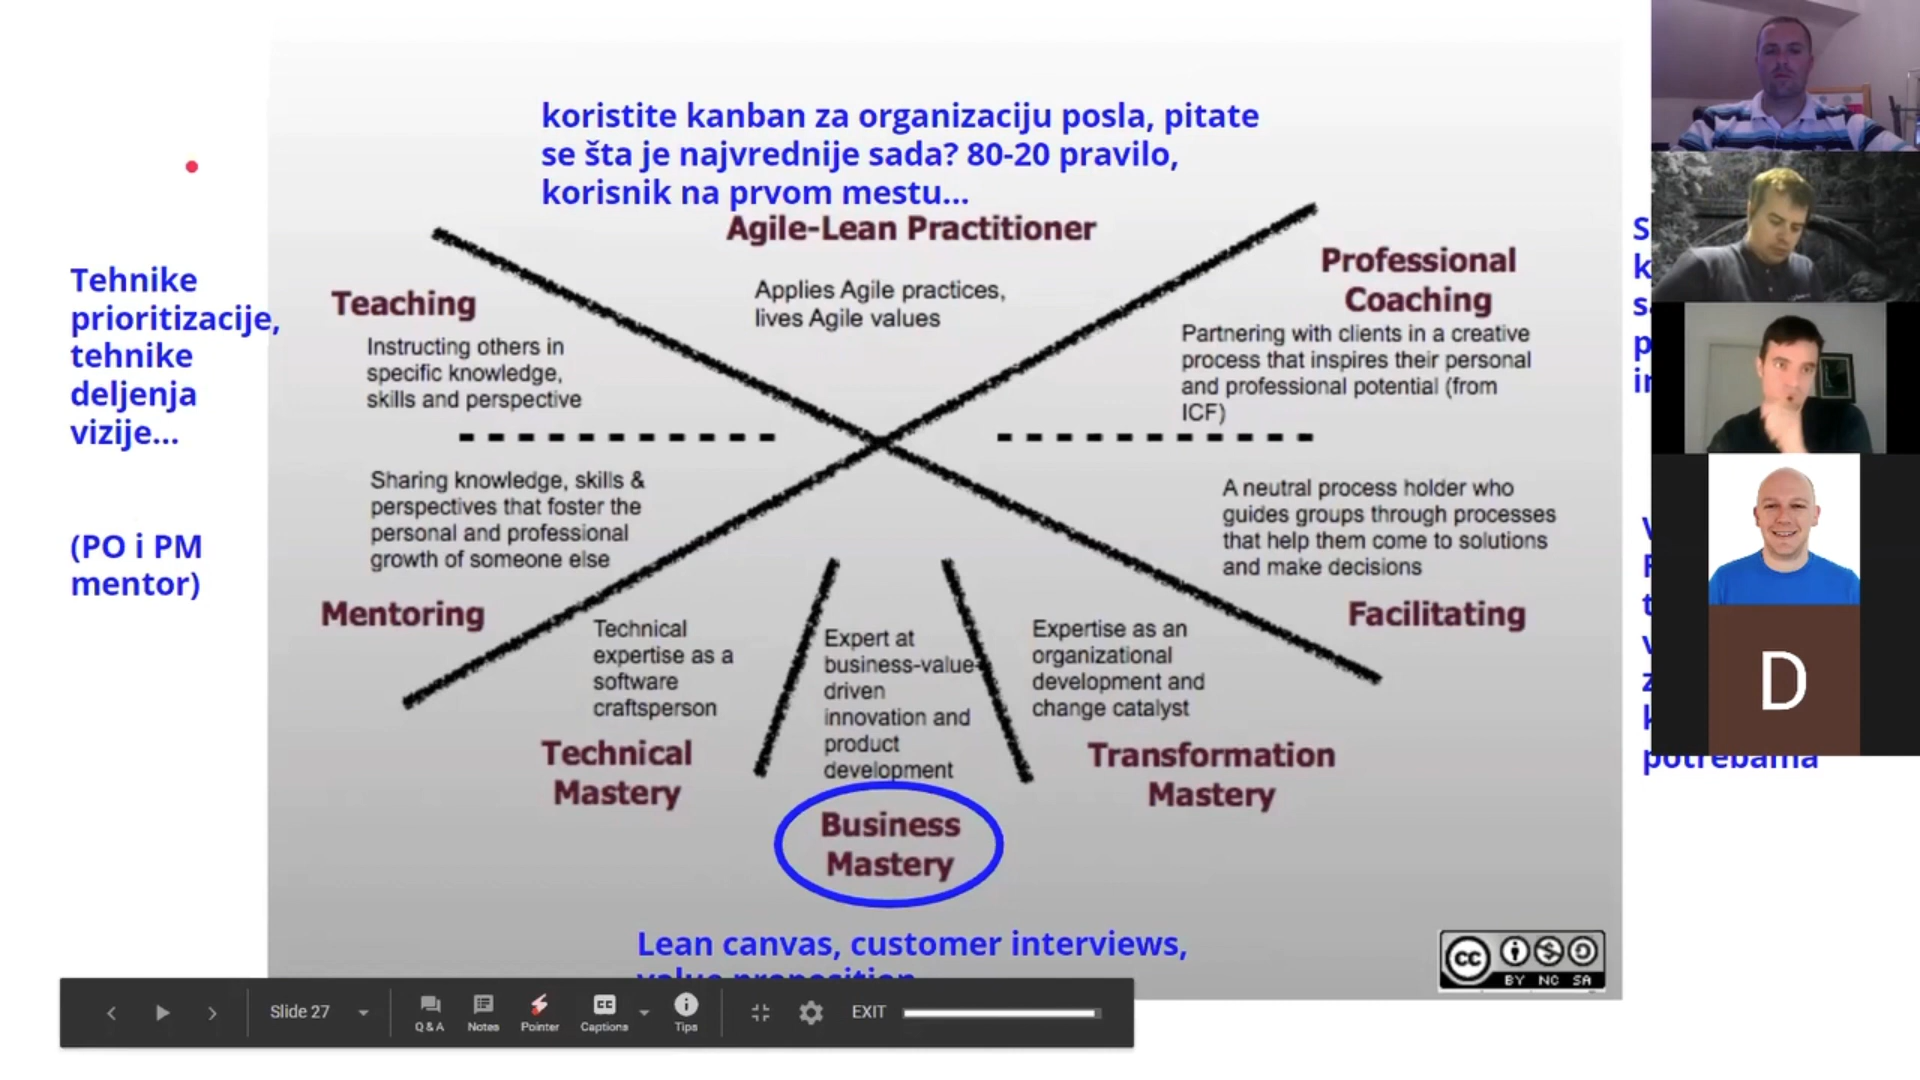 koristite kanban za organizaciju posla, pitate
se šta je najvrednije sada? 80-20 pravilo,
korisnik na prvom mestu...
Agile-Lean Practitioner
Applies Agile practices,
lives Agile values
Tehnike
prioritizacije,
tehnike
deljenja
vizije...
(PO i PM
mentor)
Teaching
Instructing others in
specific knowledge,
skills and perspective
Professional
Coaching
Partnering with clients in a creative
process that inspires their personal
and professional potential (from
ICF)
Sharing knowledge, skills &
perspectives that foster the
personal and professional
growth of someone else
Mentoring
A neutral process holder who
guides groups through processes
that help them come to solutions
and make decisions
Facilitating
Technical
expertise as a
software
craftsperson
Technical
Mastery
Expert at
business-value-
driven
innovation and
product
development
Business
Mastery
Expertise as an
organizational
development and
change catalyst
Transformation
Mastery
potrebama
D
Lean canvas, customer interviews,
value proposition
cc BY NC SA
Slide 27
Q & A
Notes
Pointer
CC
Captions
Tips
EXIT